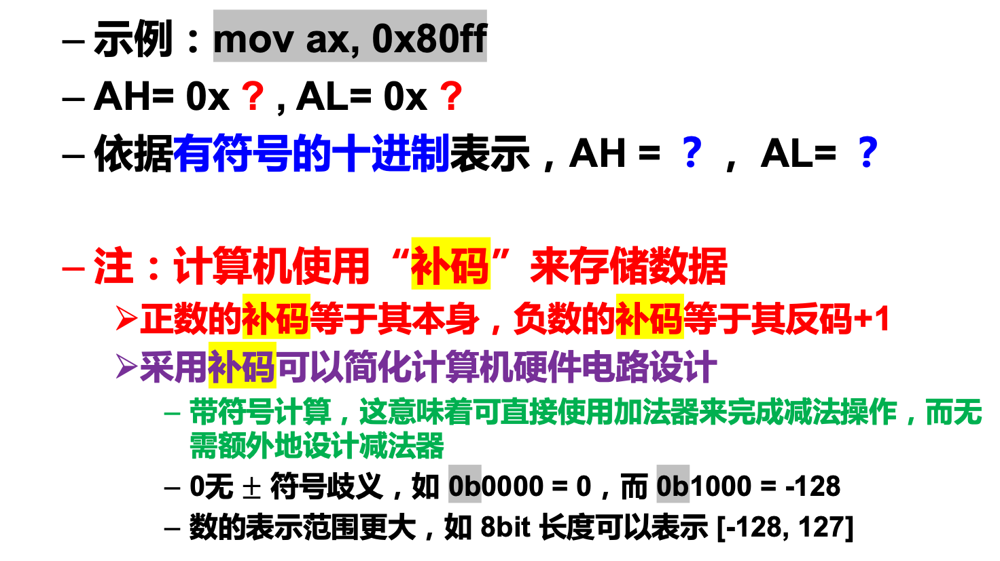 – 示例：mov ax, 0x80ff
– AH= 0x ? , AL= 0x ?
– 依据有符号的十进制表示，AH = ？， AL= ？
– 注：计算机使用“补码”来存储数据
➢正数的补码等于其本身，负数的补码等于其反码+1
➢采用补码可以简化计算机硬件电路设计
– 带符号计算，这意味着可直接使用加法器来完成减法操作，而无
需额外地设计减法器
– 0无 ± 符号歧义，如 0b0000 = 0，而 0b1000 = -128
– 数的表示范围更大，如 8bit 长度可以表示 [-128, 127]